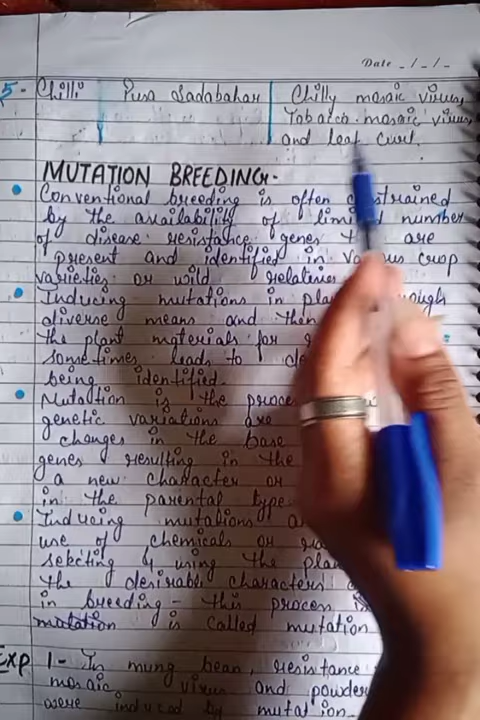 Date _/_/_
5- Chilli Pusa Sadabahar Chilly mosaic virus,
Tobacco mosaic virus
and leaf curl.
MUTATION BREEDING:-
Conventional breeding is often constrained
by the availability of limited number
of disease resistance genes that are
present and identified in various crop
varieties or wild relatives
Inducing mutations in plants through
diverse means and then
the plant materials for
sometimes leads to
being identified.
Mutation is the process
genetic variations are
changes in the base
genes resulting in the
a new character or
in the parental type
Inducing mutations
use of chemicals or
selecting & using the
the desirable characters
in breeding - this process is
mutation is called mutation
Exp 1- In mung bean, resistance
mosaic virus and powdery
were induced by mutation.